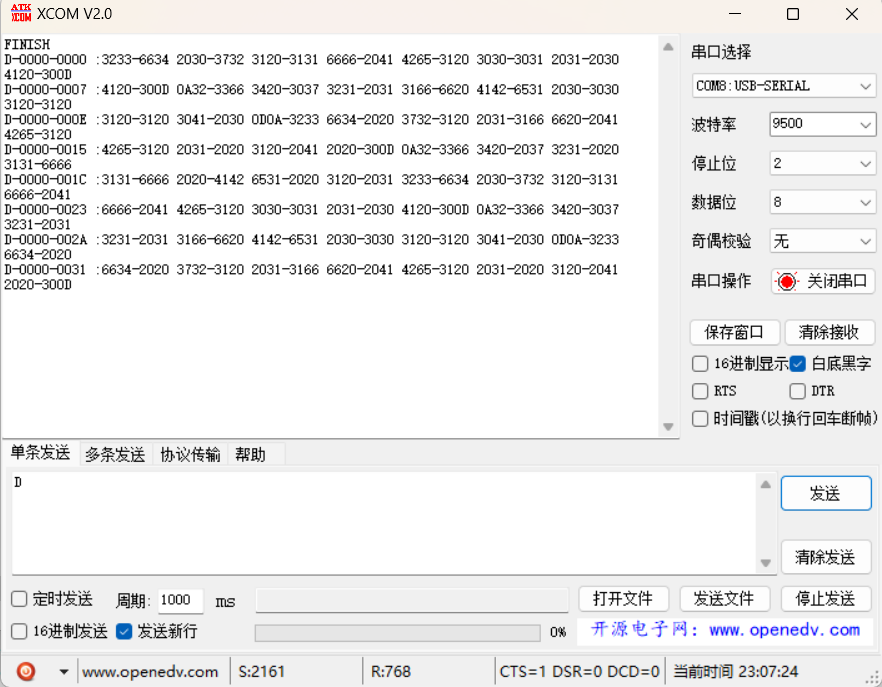 ATK XCOM XCOM V2.0
FINISH
D-0000-0000 :3233-6634 2030-3732 3120-3131 6666-2041 4265-3120 3030-3031 2031-2030
4120-300D
D-0000-0007 :4120-300D 0A32-3366 3420-3037 3231-2031 3166-6620 4142-6531 2030-3030
3120-3120
D-0000-000E :3120-3120 3041-2030 0D0A-3233 6634-2020 3732-3120 2031-3166 6620-2041
4265-3120
D-0000-0015 :4265-3120 2031-2020 3120-2041 2020-300D 0A32-3366 3420-2037 3231-2020
3131-6666
D-0000-001C :3131-6666 2020-4142 6531-2020 3120-2031 3233-6634 2030-3732 3120-3131
6666-2041
D-0000-0023 :6666-2041 4265-3120 3030-3031 2031-2030 4120-300D 0A32-3366 3420-3037
3231-2031
D-0000-002A :3231-2031 3166-6620 4142-6531 2030-3030 3120-3120 3041-2030 0D0A-3233
6634-2020
D-0000-0031 :6634-2020 3732-3120 2031-3166 6620-2041 4265-3120 2031-2020 3120-2041
2020-300D
串口选择
COM8:USB-SERIAL
波特率 9500
停止位 2
数据位 8
奇偶校验 无
串口操作 关闭串口
保存窗口 清除接收
16进制显示 白底黑字
RTS DTR
时间戳(以换行回车断帧)
单条发送 多条发送 协议传输 帮助
D
发送
清除发送
定时发送 周期: 1000 ms 打开文件 发送文件 停止发送
16进制发送 发送新行 0% 开源电子网: www.openedv.com
www.openedv.com S:2161 R:768 CTS=1 DSR=0 DCD=0 当前时间 23:07:24